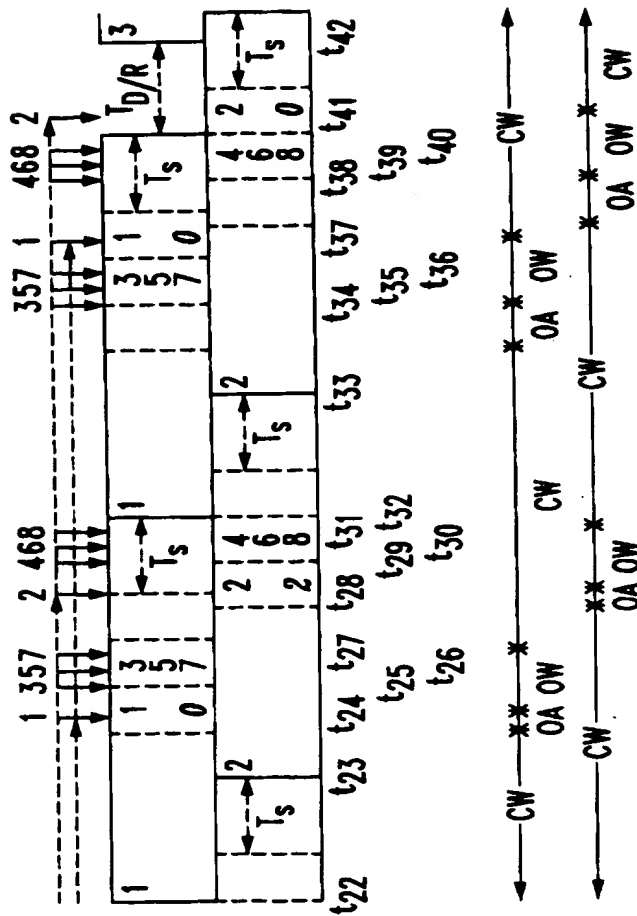 1 357 2 468 357 1 468 2
T_D/R
1 1 3
1 0 3 5 7 T_s 3 5 7 1 0 T_s
2 2
T_s 2 2 4 6 8 T_s 4 6 8 2 0 T_s
t22 t23 t24 t27 t28 t31 t33 t34 t37 t38 t41 t42
t25 t29 t32 t35 t39
t26 t30 t36 t40
CW OA OW CW OA OW CW
CW OA OW CW OA OW CW